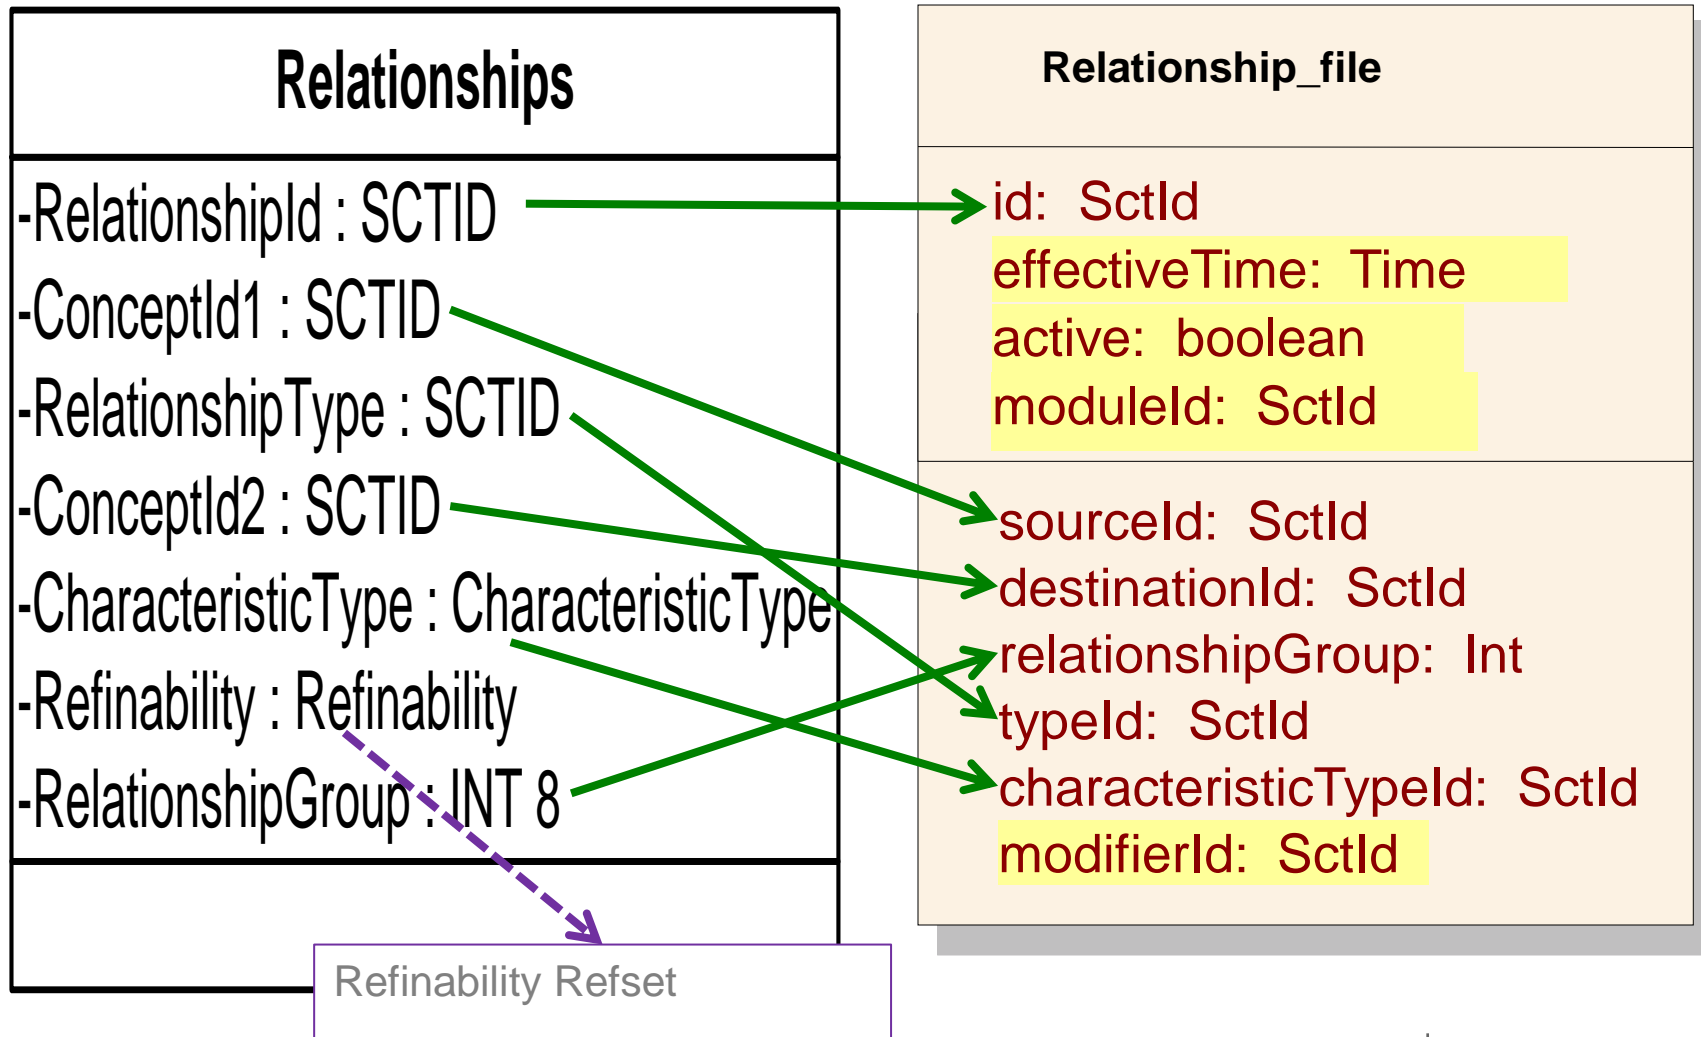 Relationships
-RelationshipId : SCTID
-ConceptId1 : SCTID
-RelationshipType : SCTID
-ConceptId2 : SCTID
-CharacteristicType : CharacteristicType
-Refinability : Refinability
-RelationshipGroup : INT 8
Refinability Refset
Relationship_file
id: SctId
effectiveTime: Time
active: boolean
moduleId: SctId
sourceId: SctId
destinationId: SctId
relationshipGroup: Int
typeId: SctId
characteristicTypeId: SctId
modifierId: SctId